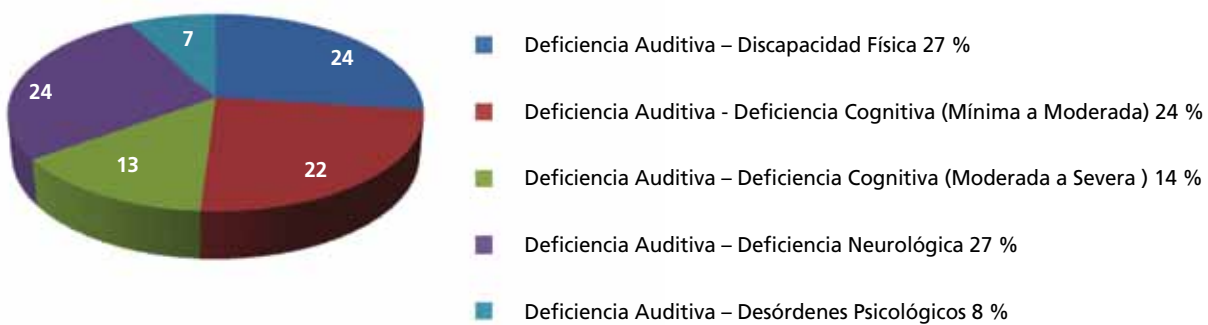 7
24
24
13
22
Deficiencia Auditiva – Discapacidad Física 27 %
Deficiencia Auditiva - Deficiencia Cognitiva (Mínima a Moderada) 24 %
Deficiencia Auditiva – Deficiencia Cognitiva (Moderada a Severa ) 14 %
Deficiencia Auditiva – Deficiencia Neurológica 27 %
Deficiencia Auditiva – Desórdenes Psicológicos 8 %